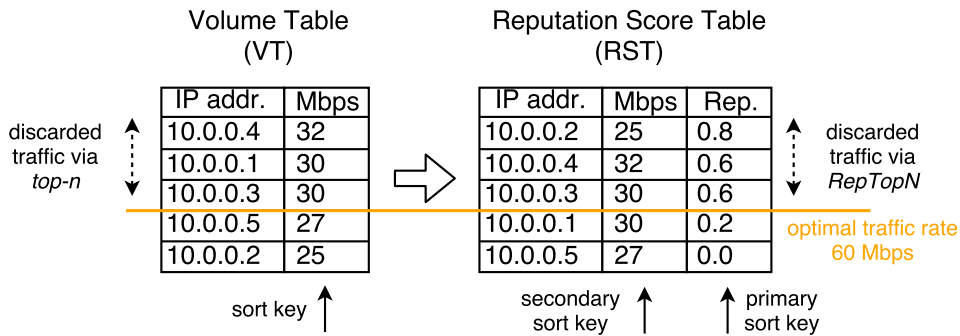 Volume Table
(VT)
Reputation Score Table
(RST)
discarded
traffic via
top-n
IP addr. Mbps
10.0.0.4 32
10.0.0.1 30
10.0.0.3 30
10.0.0.5 27
10.0.0.2 25
IP addr. Mbps Rep.
10.0.0.2 25 0.8
10.0.0.4 32 0.6
10.0.0.3 30 0.6
10.0.0.1 30 0.2
10.0.0.5 27 0.0
discarded
traffic via
RepTopN
optimal traffic rate
60 Mbps
sort key
secondary
sort key
primary
sort key